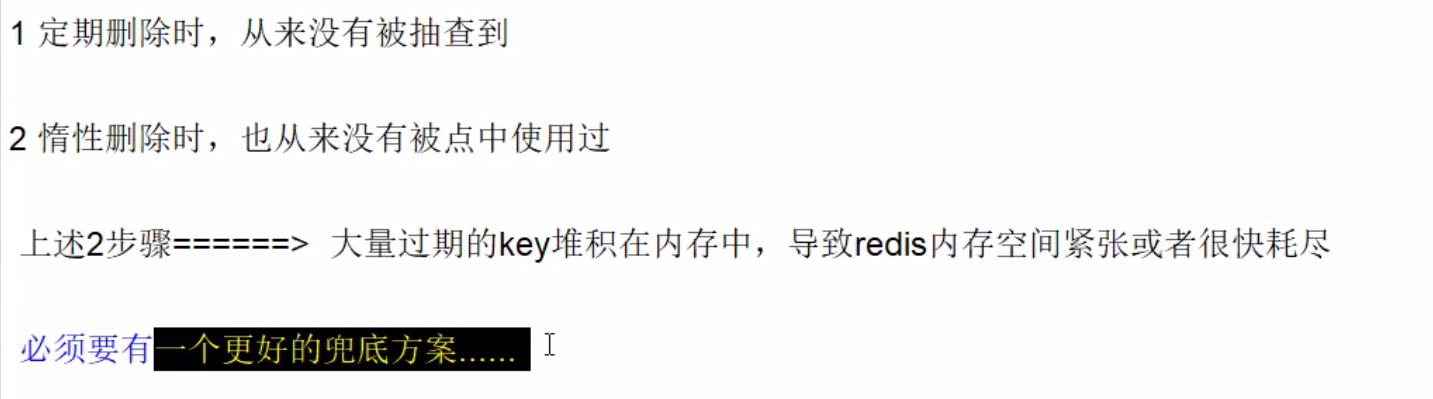 1 定期删除时，从来没有被抽查到
2 惰性删除时，也从来没有被点中使用过
上述2步骤======> 大量过期的key堆积在内存中，导致redis内存空间紧张或者很快耗尽
必须要有一个更好的兜底方案......